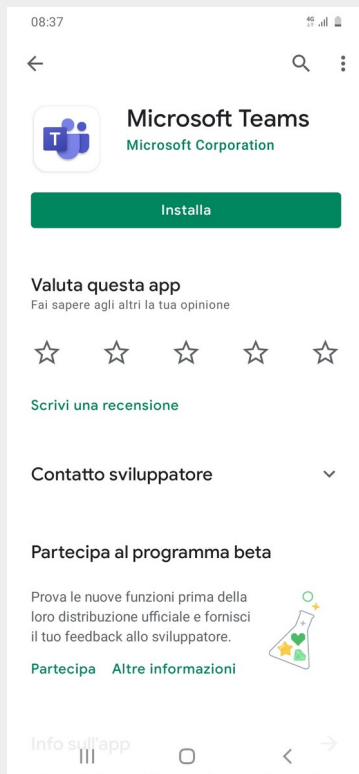 08:37
4G
Microsoft Teams
Microsoft Corporation
T
Installa
Valuta questa app
Fai sapere agli altri la tua opinione
Scrivi una recensione
Contatto sviluppatore
Partecipa al programma beta
Prova le nuove funzioni prima della
loro distribuzione ufficiale e fornisci
il tuo feedback allo sviluppatore.
Partecipa Altre informazioni
Info sull'app